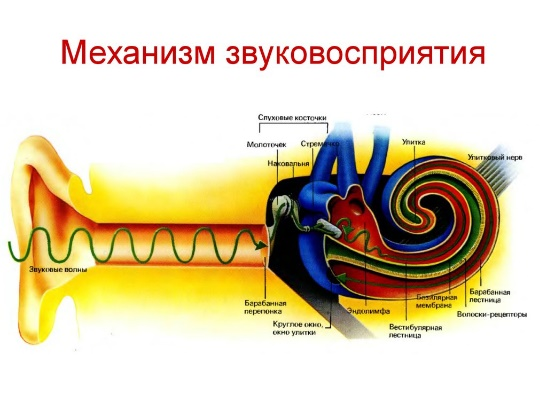 Механизм звуковосприятия
Слуховые косточки
Молоточек
Наковальня
Улитка
Улитковый нерв
Звуковые волны
Барабанная
перепонка
Круглое окно,
окно улитки
Эндолимфа
Вестибулярная
лестница
Базилярная
мембрана
Барабанная
лестница
Волоски-рецепторы